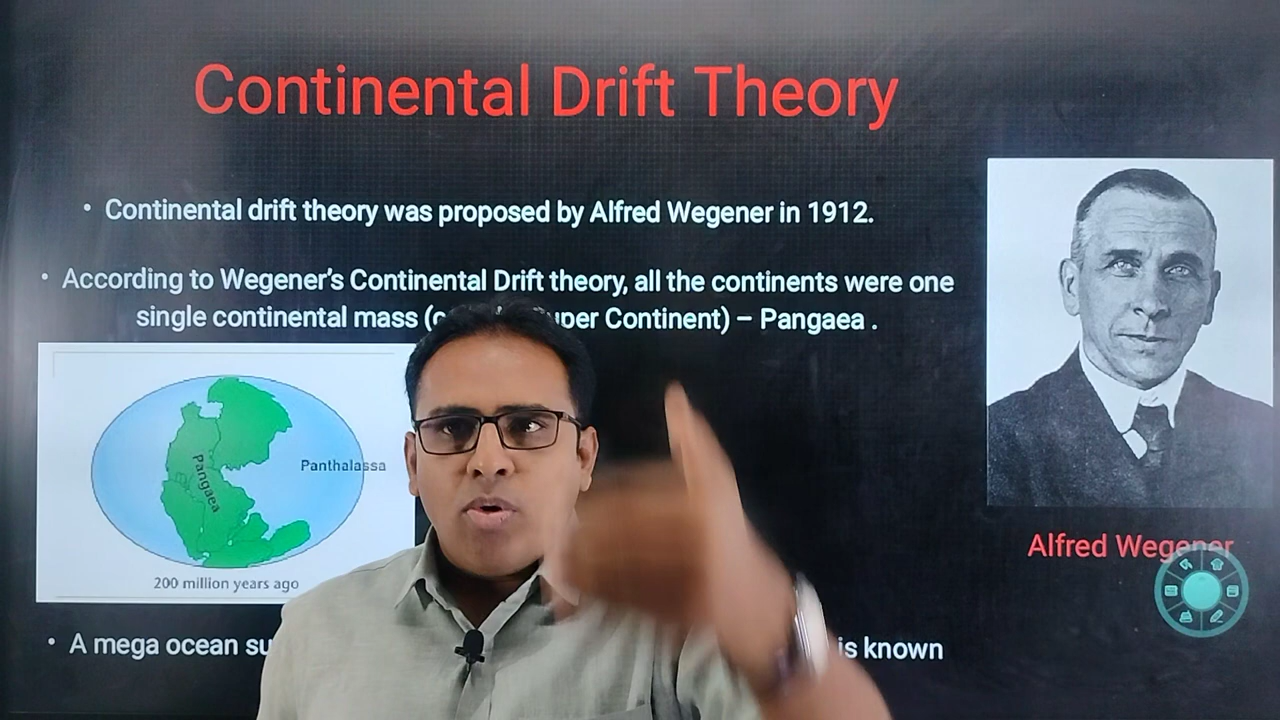 Continental Drift Theory
• Continental drift theory was proposed by Alfred Wegener in 1912.
• According to Wegener's Continental Drift theory, all the continents were one
single continental mass ( Super Continent) – Pangaea .
Pangaea
Panthalassa
200 million years ago
Alfred Wegener
• A mega ocean is known